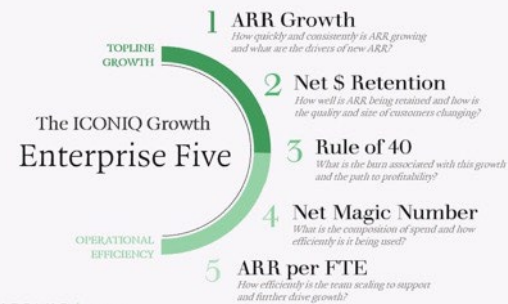 1 ARR Growth
How quickly and consistently is ARR growing
and what are the drivers of new ARR?
TOPLINE
GROWTH
2 Net $ Retention
How well is ARR being retained and how is
the quality and size of customers changing?
The ICONIQ Growth
Enterprise Five
3 Rule of 40
What is the burn associated with this growth
and the path to profitability?
4 Net Magic Number
What is the composition of spend and how
efficiently is it being used?
OPERATIONAL
EFFICIENCY
5 ARR per FTE
How efficiently is the team scaling to support
and further drive growth?